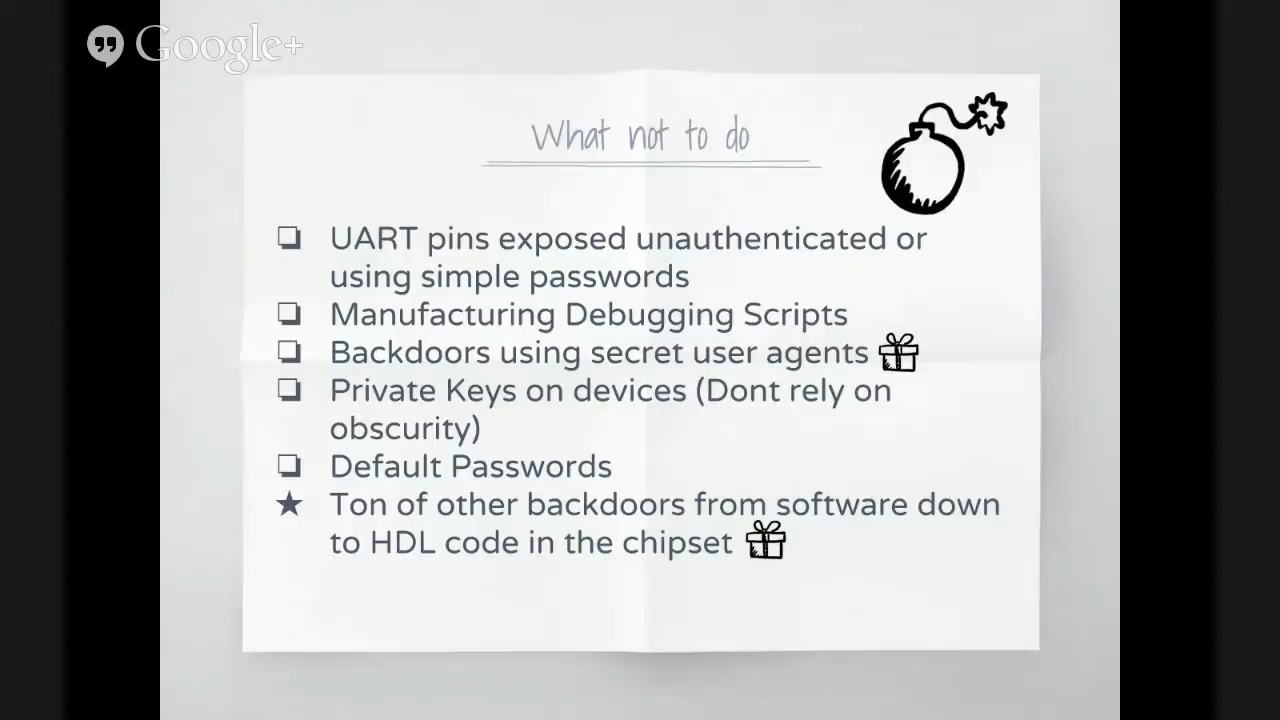 Google+
What not to do
❏ UART pins exposed unauthenticated or
using simple passwords
❏ Manufacturing Debugging Scripts
❏ Backdoors using secret user agents
❏ Private Keys on devices (Dont rely on
obscurity)
❏ Default Passwords
★ Ton of other backdoors from software down
to HDL code in the chipset